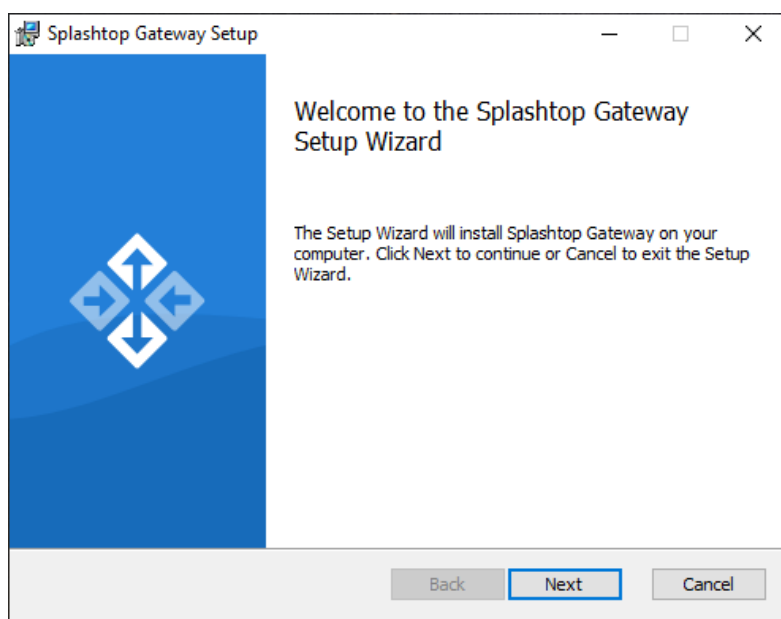 Splashtop Gateway Setup
Welcome to the Splashtop Gateway
Setup Wizard
The Setup Wizard will install Splashtop Gateway on your
computer. Click Next to continue or Cancel to exit the Setup
Wizard.
Back Next Cancel